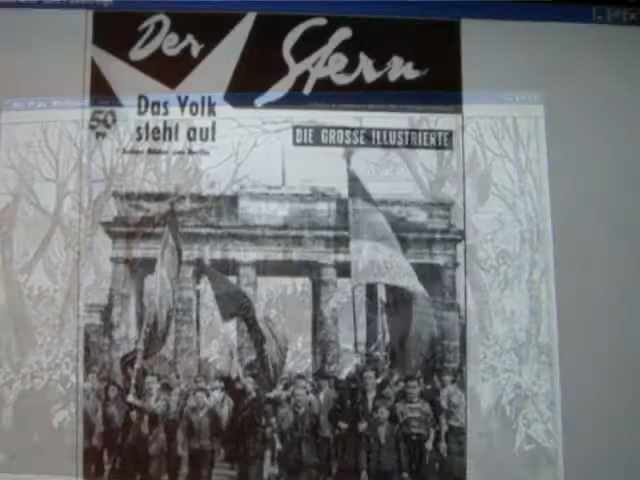 Der Stern
50
Das Volk
steht auf
DIE GROSSE ILLUSTRIERTE